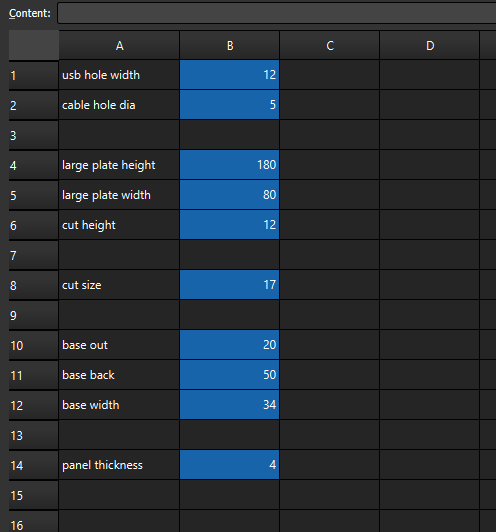 Content:
A B C D
1 usb hole width 12
2 cable hole dia 5
3
4 large plate height 180
5 large plate width 80
6 cut height 12
7
8 cut size 17
9
10 base out 20
11 base back 50
12 base width 34
13
14 panel thickness 4
15
16